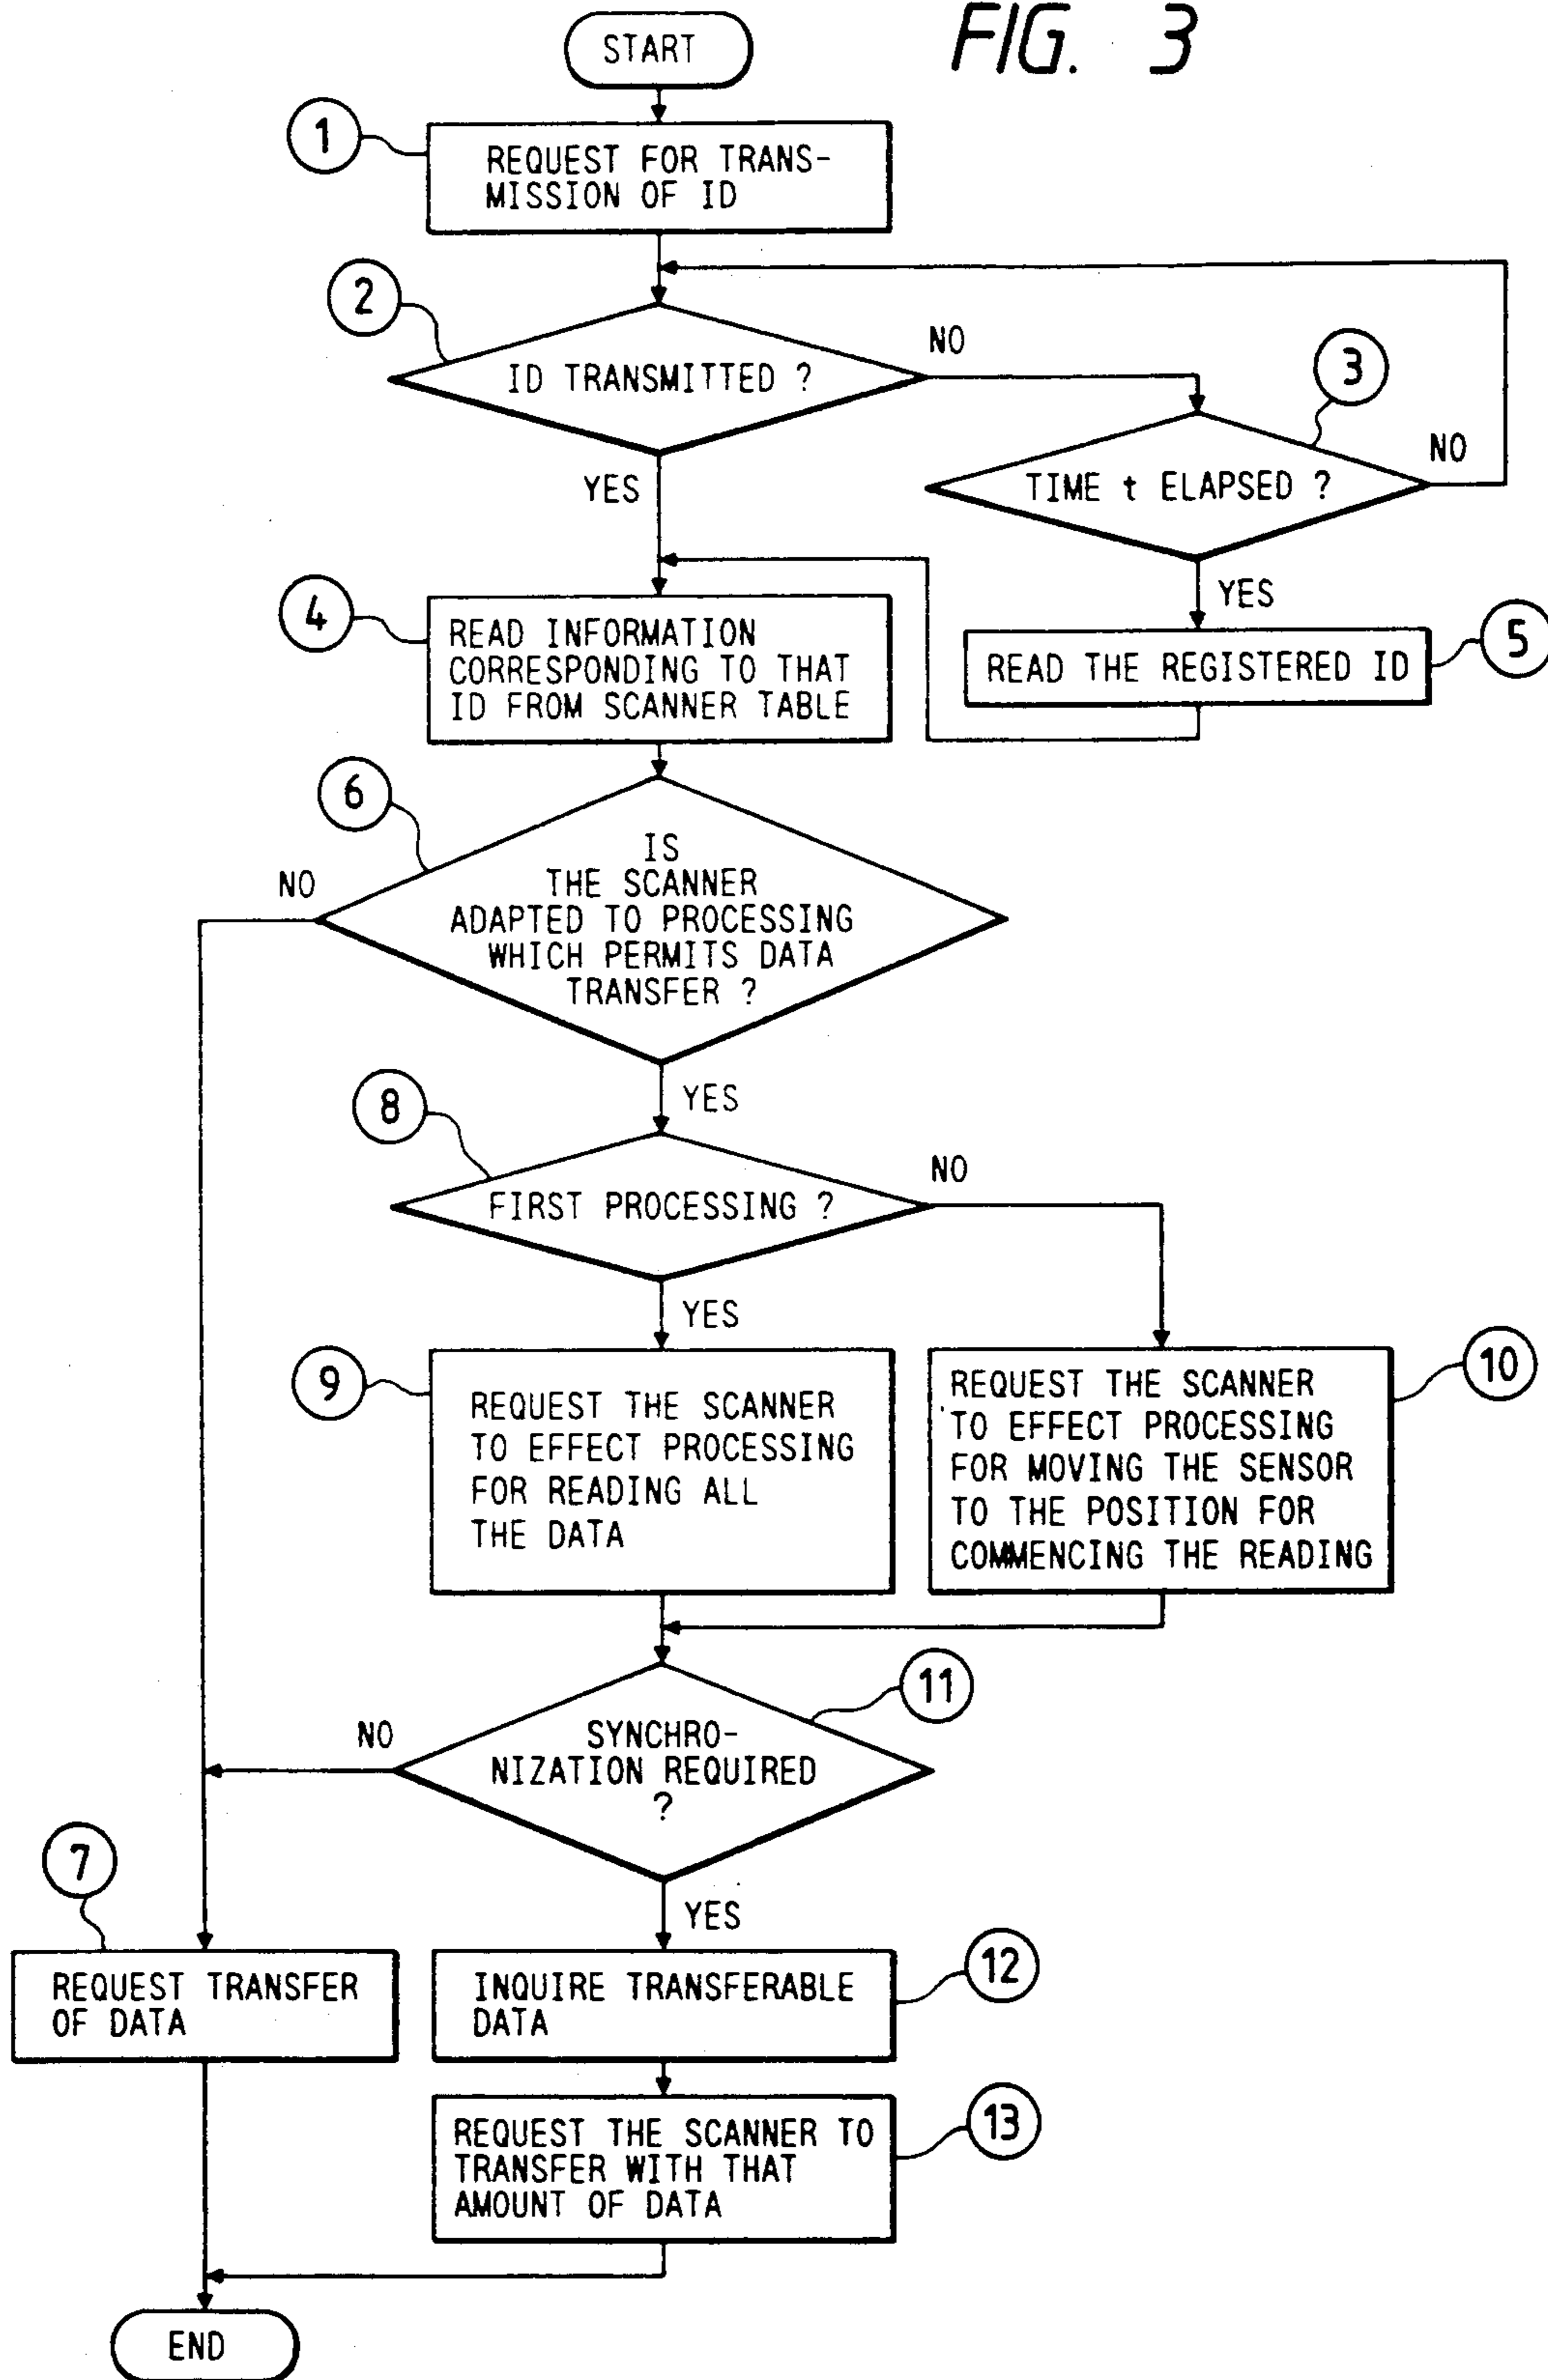 FIG. 3
START
1
REQUEST FOR TRANS-
MISSION OF ID
2
ID TRANSMITTED ?
NO
3
TIME t ELAPSED ?
NO
YES
YES
4
READ INFORMATION
CORRESPONDING TO THAT
ID FROM SCANNER TABLE
5
READ THE REGISTERED ID
6
IS
THE SCANNER
ADAPTED TO PROCESSING
WHICH PERMITS DATA
TRANSFER ?
NO
YES
8
FIRST PROCESSING ?
NO
YES
9
REQUEST THE SCANNER
TO EFFECT PROCESSING
FOR READING ALL
THE DATA
10
REQUEST THE SCANNER
TO EFFECT PROCESSING
FOR MOVING THE SENSOR
TO THE POSITION FOR
COMMENCING THE READING
11
SYNCHRO-
NIZATION REQUIRED
?
NO
YES
7
REQUEST TRANSFER
OF DATA
12
INQUIRE TRANSFERABLE
DATA
13
REQUEST THE SCANNER TO
TRANSFER WITH THAT
AMOUNT OF DATA
END